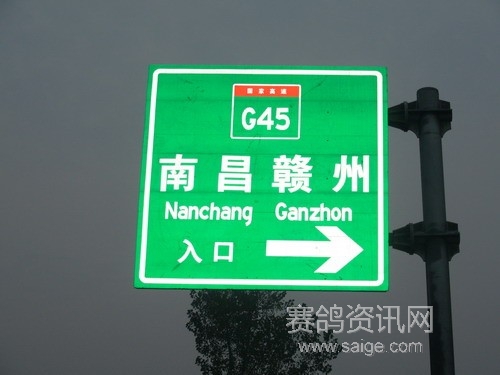 国家高速
G45
南昌赣州
Nanchang Ganzhon
入口
赛鸽资讯网
www.saige.com